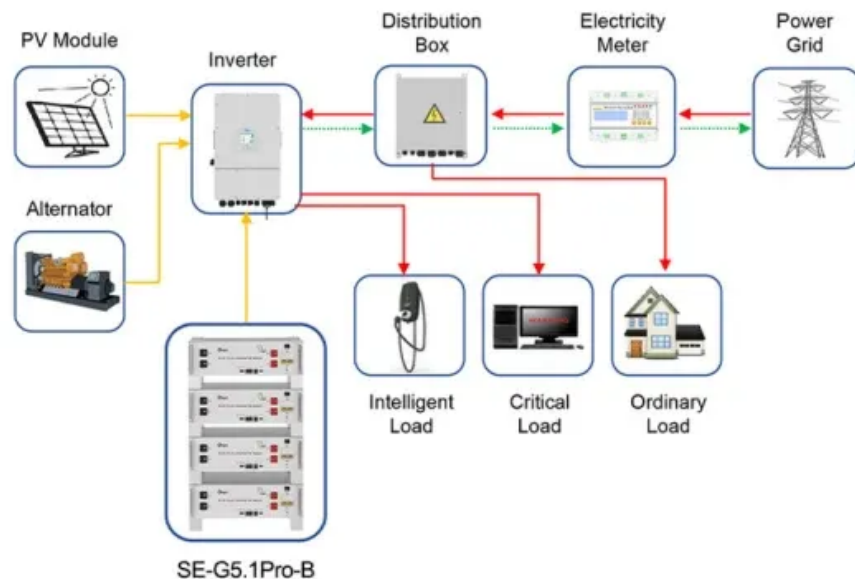 PV Module
Inverter
Distribution
Box
Electricity
Meter
Power
Grid
Alternator
Intelligent
Load
Critical
Load
Ordinary
Load
SE-G5.1Pro-B